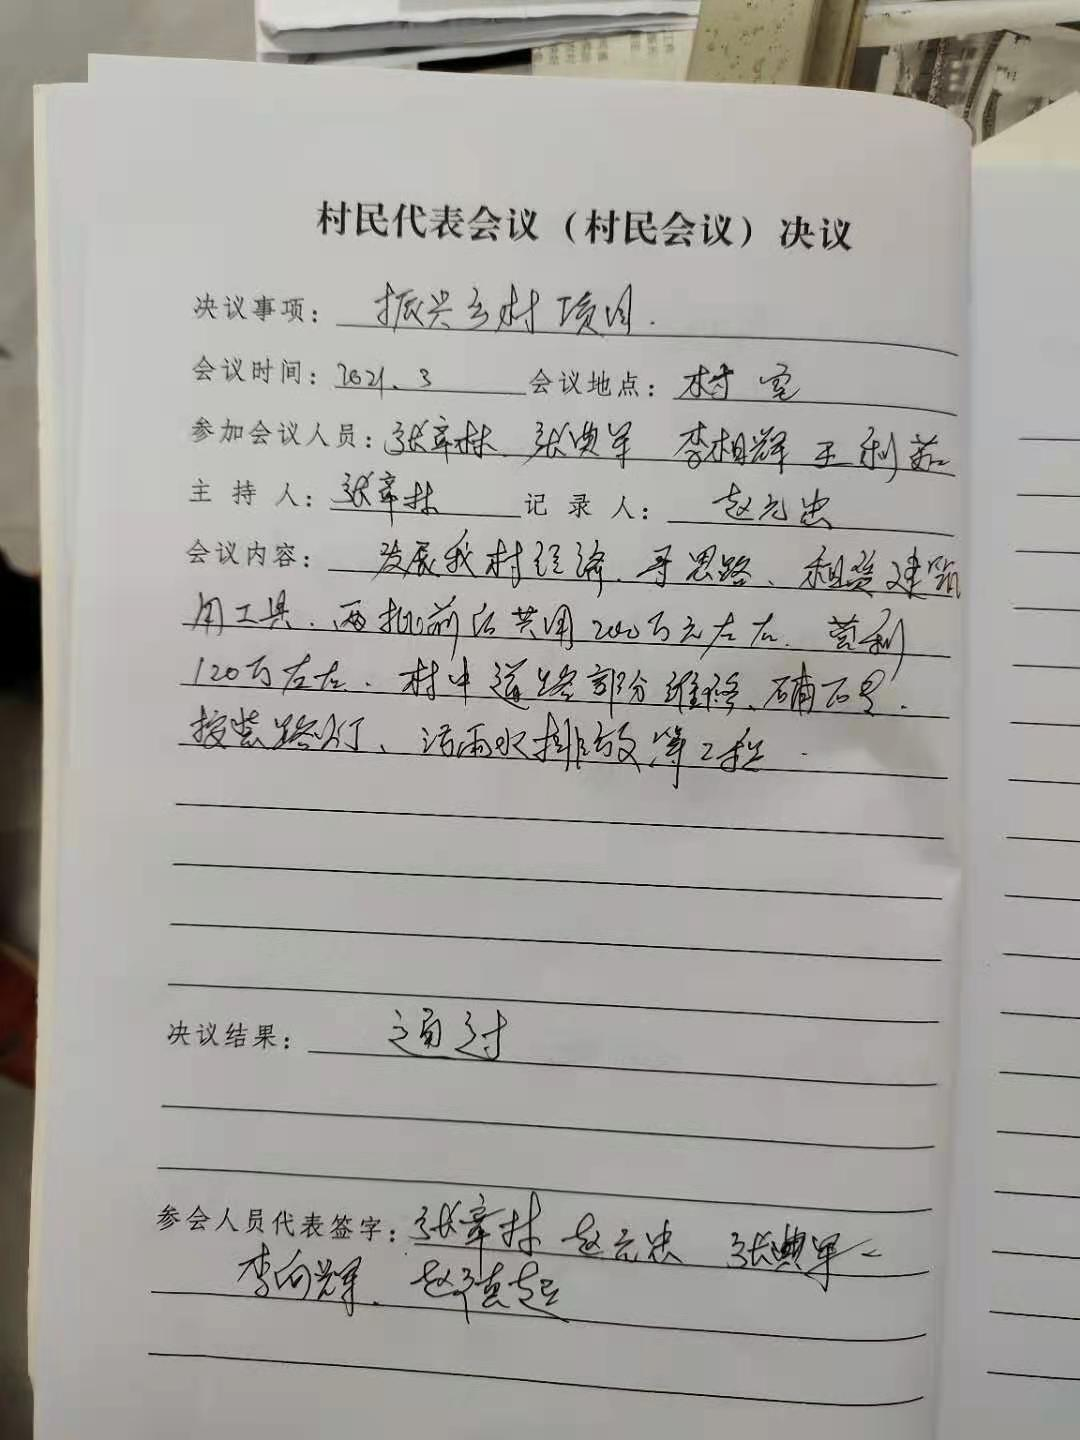 村民代表会议（村民会议）决议
决议事项：振兴乡村项目.
会议时间：2021.3 会议地点：村室
参加会议人员：张章林 张典军 李相辉 王利茹
主持人：张章林 记录人：赵元忠
会议内容：发展我村经济、寻思路、租赁建筑
用工具、两批前后共用200万元左右. 营利
120万左右. 村中道路部分维修、铺石
按装路灯、污雨水排放等工程.
决议结果：通过
参会人员代表签字：张章林 赵元忠 张典军
李向辉、赵起